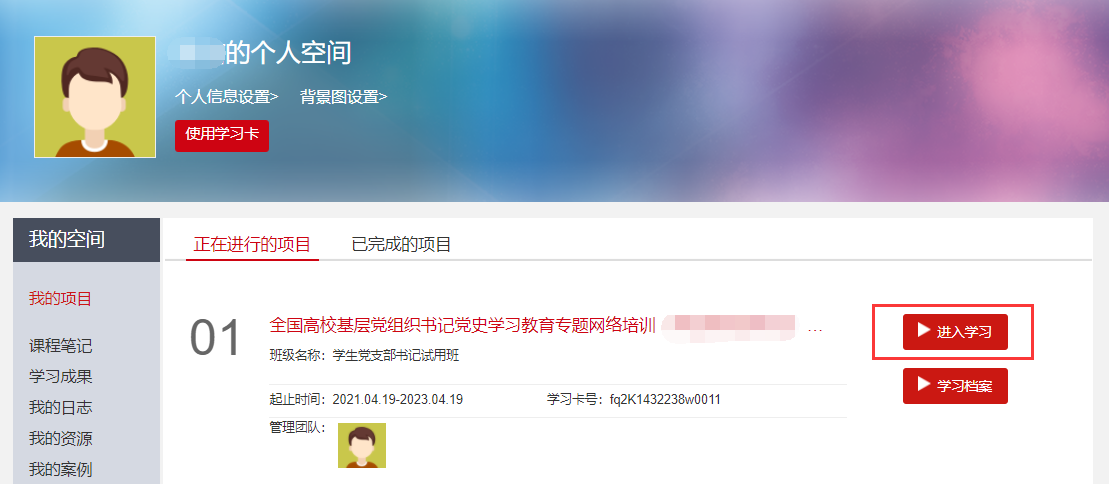 的个人空间
个人信息设置> 背景图设置>
使用学习卡
我的空间
正在进行的项目 已完成的项目
我的项目
课程笔记
学习成果
我的日志
我的资源
我的案例
01
全国高校基层党组织书记党史学习教育专题网络培训 ...
班级名称：学生党支部书记试用班
起止时间：2021.04.19-2023.04.19 学习卡号：fq2K1432238w0011
管理团队：
进入学习
学习档案